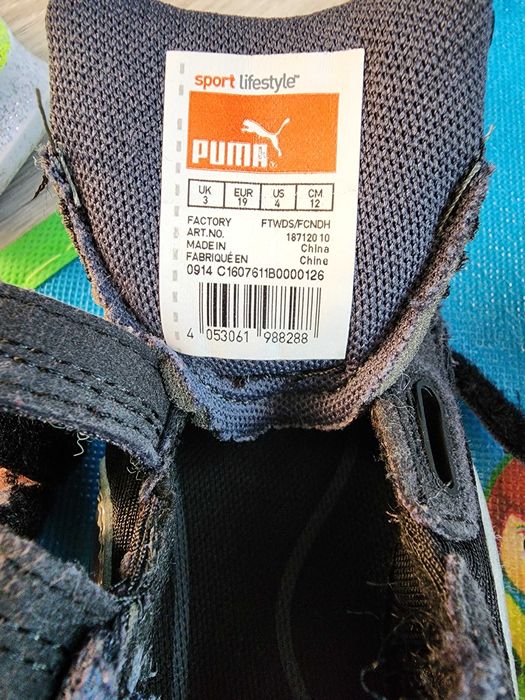 sport lifestyle™
PUMA
UK EUR US CM
3 19 4 12
FACTORY FTWDS/FCNDH
ART.NO. 187120 10
MADE IN China
FABRIQUÉ EN Chine
0914 C1607611B0000126
4 053061 988288